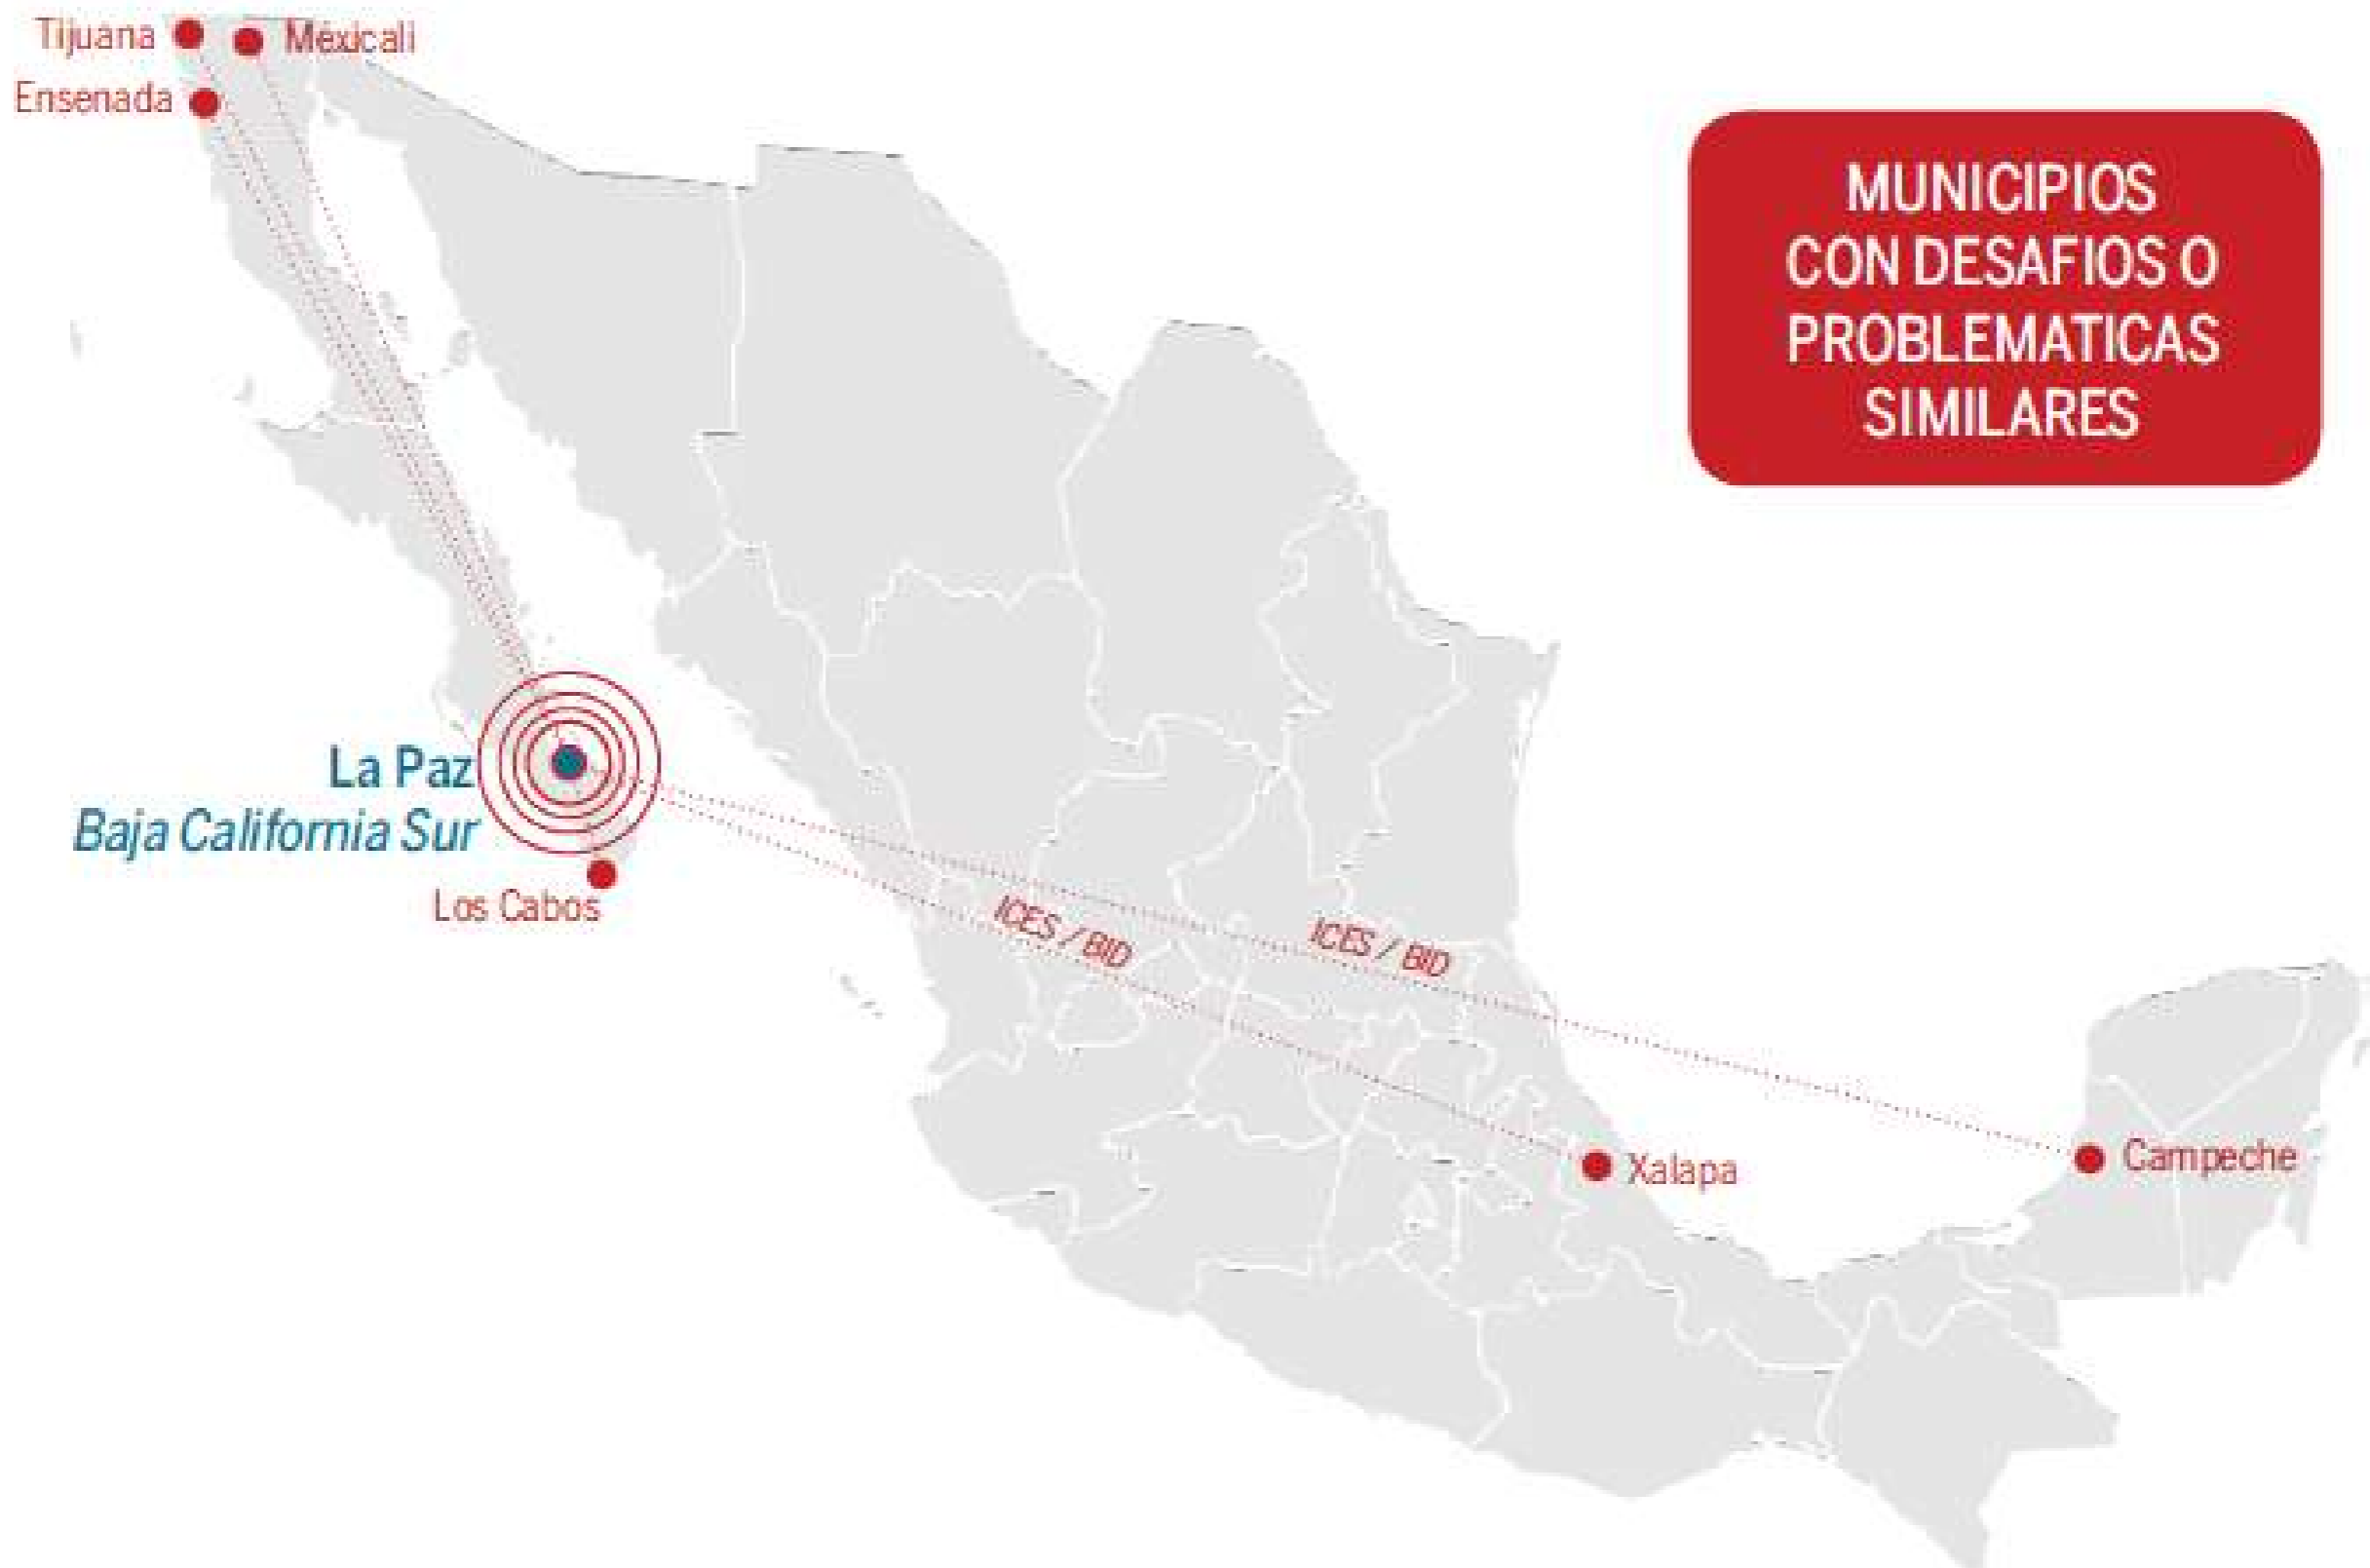 Tijuana
Méxicali
Ensenada
MUNICIPIOS
CON DESAFIOS O
PROBLEMATICAS
SIMILARES
La Paz
Baja California Sur
Los Cabos
ICES / BID
ICES / BID
Xalapa
Campeche